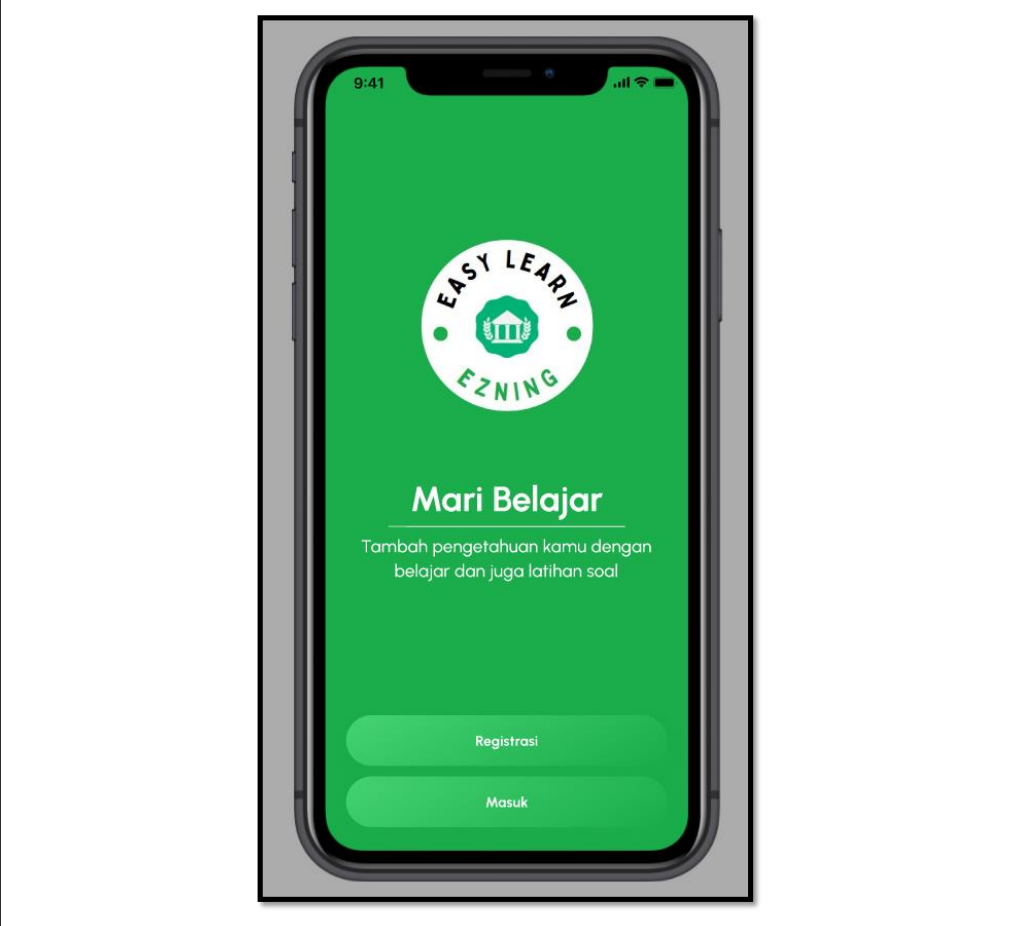 9:41
EASY LEARN
EZNING
Mari Belajar
Tambah pengetahuan kamu dengan
belajar dan juga latihan soal
Registrasi
Masuk